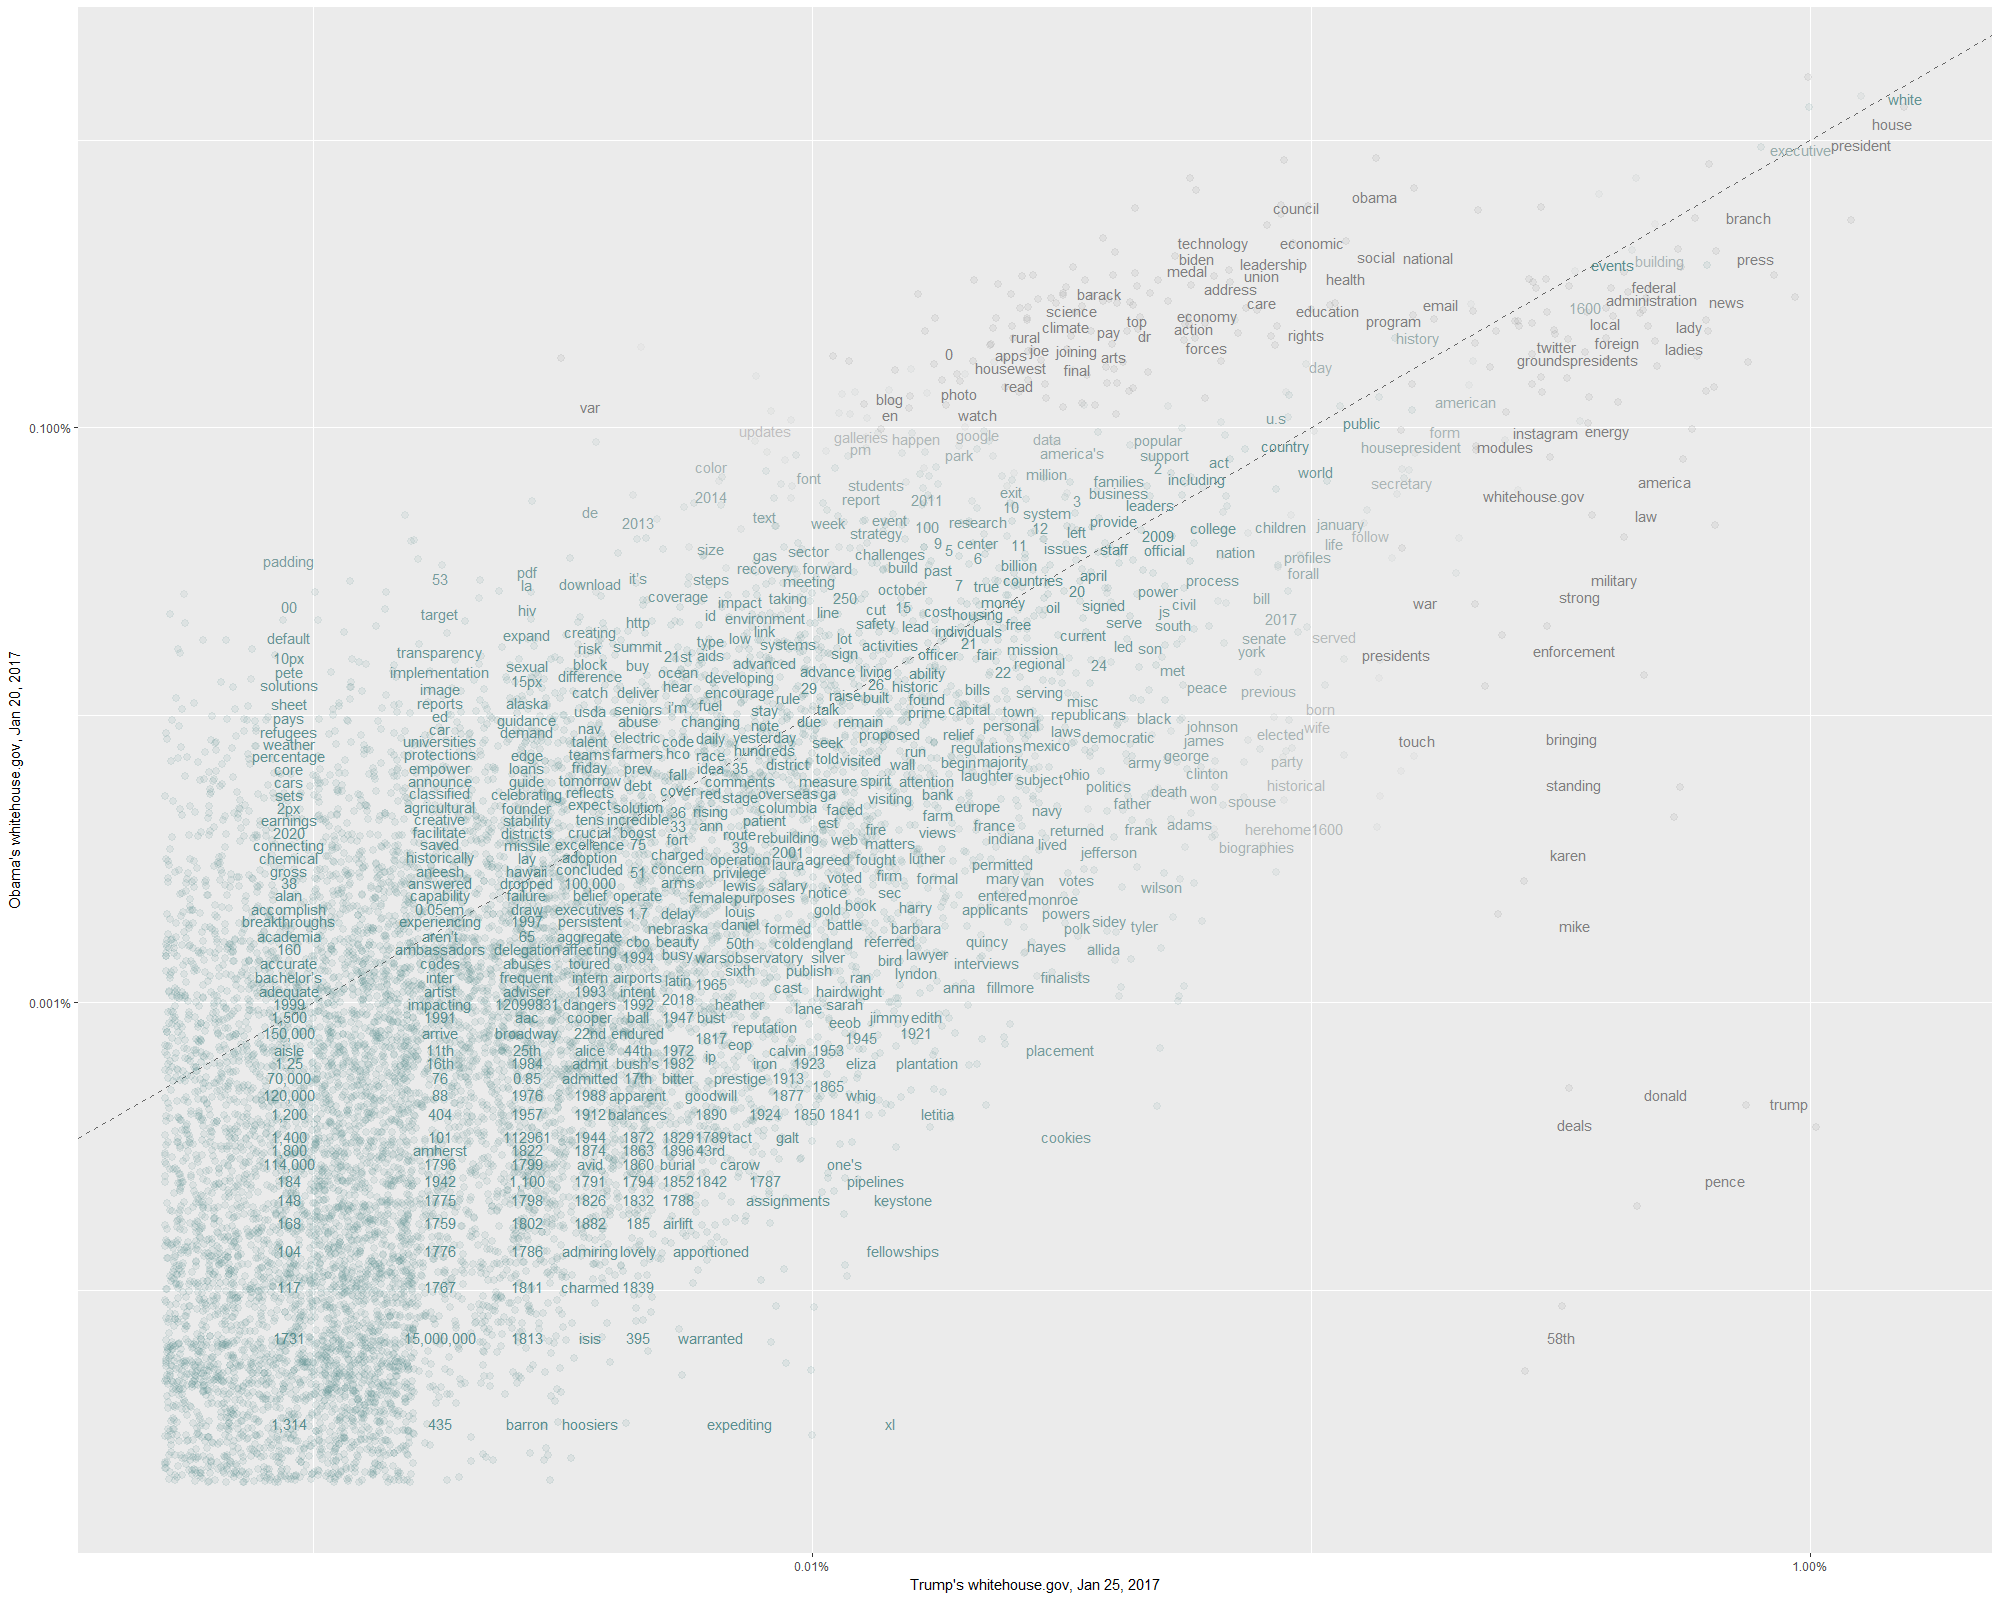 white
house
executive president
obama
council
branch
technology economic
biden social national press
medal leadership events building
union health
address federal
barack care administration news
science education email 1600
climate top economy program local lady
pay action history
rural dr rights foreign
0 apps joe joining arts forces twitter ladies
housewest final day groundspresidents
read
blog photo american
var en watch u.s
updates galleries happen google data popular public form instagram energy
pm park america's support country housepresident modules
color million 2 act world
font students families including secretary america
2014 report 2011 exit business whitehouse.gov
de text week event 10 3 leaders law
2013 strategy 100 research system provide college children january
9 center 12 left 2009 follow
size gas sector challenges 5 11 issues staff official nation life
padding recovery forward build past 6 billion profiles
53 pdf la download it's steps meeting october 7 true countries april process forall military
00 coverage impact taking 250 money 20 power bill strong
target hiv id environment line cut 15 cost housing oil signed js civil war
http link safety lead individuals free serve south 2017
default expand creating type low systems lot activities 21 current senate served
transparency risk summit 21st aids sign officer fair mission led son york presidents enforcement
10px sexual block buy advanced regional 24
pete implementation 15px difference ocean developing advance living ability 22 met
solutions image catch deliver hear encourage 29 26 historic bills serving peace previous
sheet reports alaska i'm fuel rule raise built found misc
pays ed guidance usda seniors stay talk prime capital town republicans black born
refugees car demand nav abuse changing note due remain personal laws johnson wife
weather universities talent electric code daily yesterday seek proposed relief mexico democratic james elected touch bringing
percentage protections edge teams farmers hco race hundreds told visited run regulations army george party
core empower loans friday prev idea 35 district wall begin majority
cars announce guide tomorrow debt fall comments measure spirit attention laughter subject ohio clinton historical standing
sets classified celebrating reflects cover red stage overseas ga visiting bank politics death won spouse
2px agricultural founder expect solution 36 rising columbia faced farm europe navy father
earnings creative stability tens incredible 33 ann patient est france adams
2020 facilitate districts crucial boost route rebuilding fire views indiana returned frank herehome1600
connecting saved missile excellence 75 fort 39 web matters lived biographies
chemical historically lay adoption charged operation 2001 agreed fought luther jefferson karen
gross aneesh hawaii concluded 51 concern privilege laura permitted
38 answered dropped 100,000 arms lewis salary voted firm formal mary van votes wilson
alan capability failure belief operate female purposes notice sec entered monroe
accomplish 0.05em draw executives 1.7 delay louis gold book harry applicants powers
breakthroughs experiencing 1997 persistent nebraska daniel formed battle barbara polk sidey tyler mike
academia aren't 65 aggregate cbo beauty 50th cold england referred quincy hayes allida
160 ambassadors delegation affecting 1994 busy wars observatory silver bird lawyer
accurate codes abuses toured sixth publish lyndon interviews
bachelor's inter frequent intern airports latin 1965 ran finalists
adequate artist adviser 1993 intent 2018 cast hair dwight anna fillmore
1999 impacting 12099831 dangers 1992 heather lane sarah
1,500 1991 aac cooper ball 1947 bust reputation eeob jimmy edith
150,000 arrive broadway 22nd endured 1817 eop 1945 1921
aisle 11th 25th alice 44th 1972 ip calvin 1953 placement
1.25 16th 1984 admit bush's 1982 iron 1923 eliza plantation
70,000 76 0.85 admitted 17th bitter prestige 1913 1865
120,000 88 1976 1988 apparent goodwill 1877 whig donald
1,200 404 1957 1912 balances 1890 1924 1850 1841 letitia trump
deals
1,400 101 112961 1944 1872 1829 1789 tact galt cookies
1,800 amherst 1822 1874 1863 1896 43rd
114,000 1796 1799 avid 1860 burial carow one's
184 1942 1,100 1791 1794 1852 1842 1787 pipelines pence
148 1775 1798 1826 1832 1788 assignments keystone
168 1759 1802 1882 185 airlift
104 1776 1786 admiring lovely apportioned fellowships
117 1767 1811 charmed 1839
1731 15,000,000 1813 isis 395 warranted 58th
1,314 435 barron hoosiers expediting xl
0.100%
0.001%
Obama's whitehouse.gov, Jan 20, 2017
0.01% 1.00%
Trump's whitehouse.gov, Jan 25, 2017